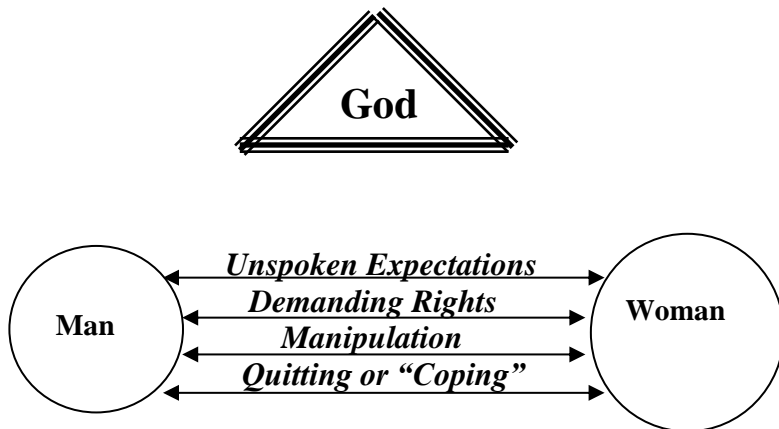 God
Unspoken Expectations
Demanding Rights
Man
Woman
Manipulation
Quitting or “Coping”